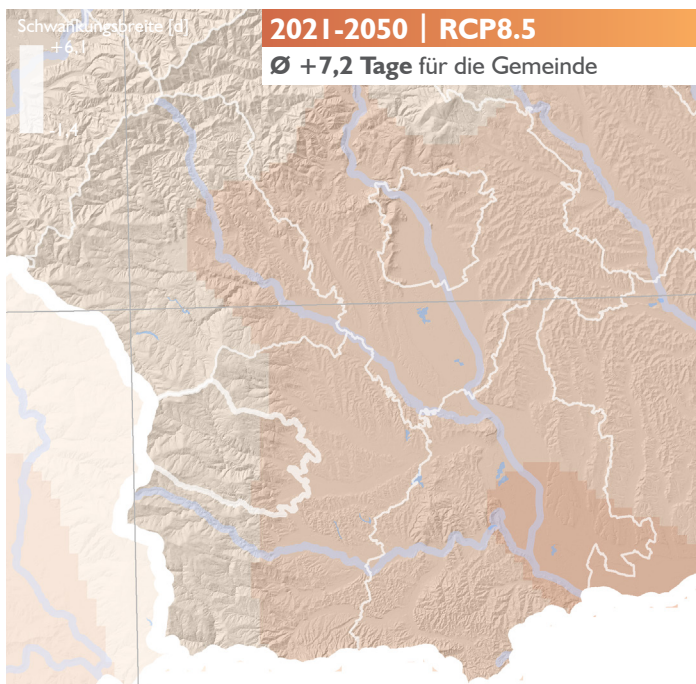 Schwankungsbreite [d]
+6,1
2021-2050 | RCP8.5
Ø +7,2 Tage für die Gemeinde